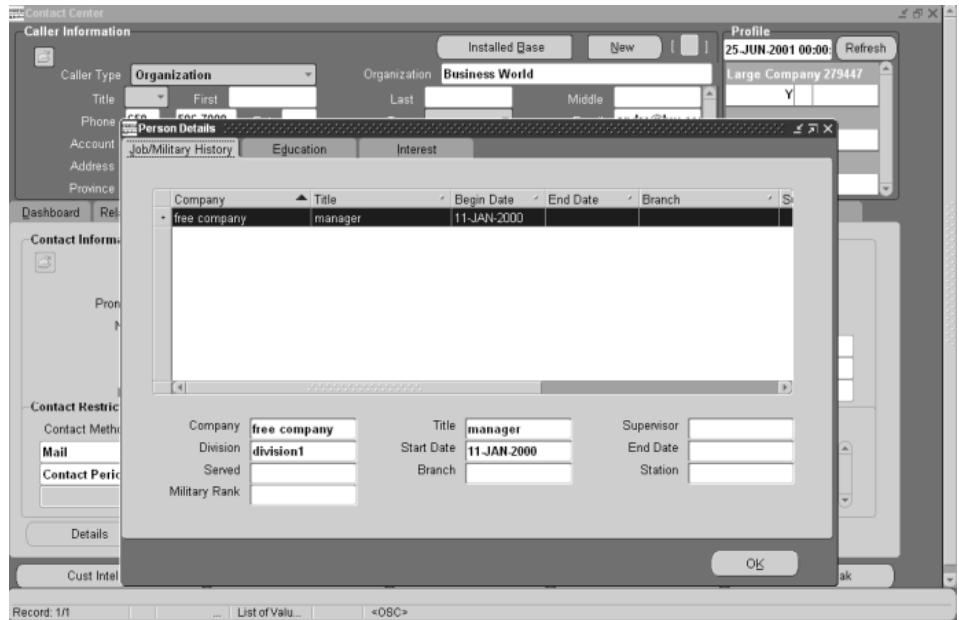 Contact Center
Caller Information
Profile
Installed Base New [ ] 25-JUN-2001 00:00: Refresh
Caller Type Organization Organization Business World Large Company 279447
Title First Last Middle Y
Phone
Person Details
Account Job/Military History Education Interest
Address
Province
Company Title Begin Date End Date Branch
Dashboard free company manager 11-JAN-2000
Contact Inform
Pron
Contact Restric
Company free company Title manager Supervisor
Contact Metho
Mail Division division1 Start Date 11-JAN-2000 End Date
Contact Peric Served Branch Station
Military Rank
Details
OK
Cust Intel ak
Record: 1/1 ... List of Valu... <OSC>